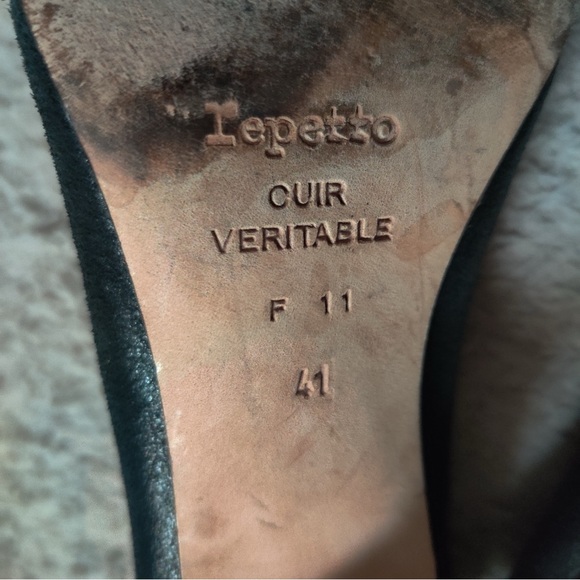 repetto
CUIR
VERITABLE
F 11
41